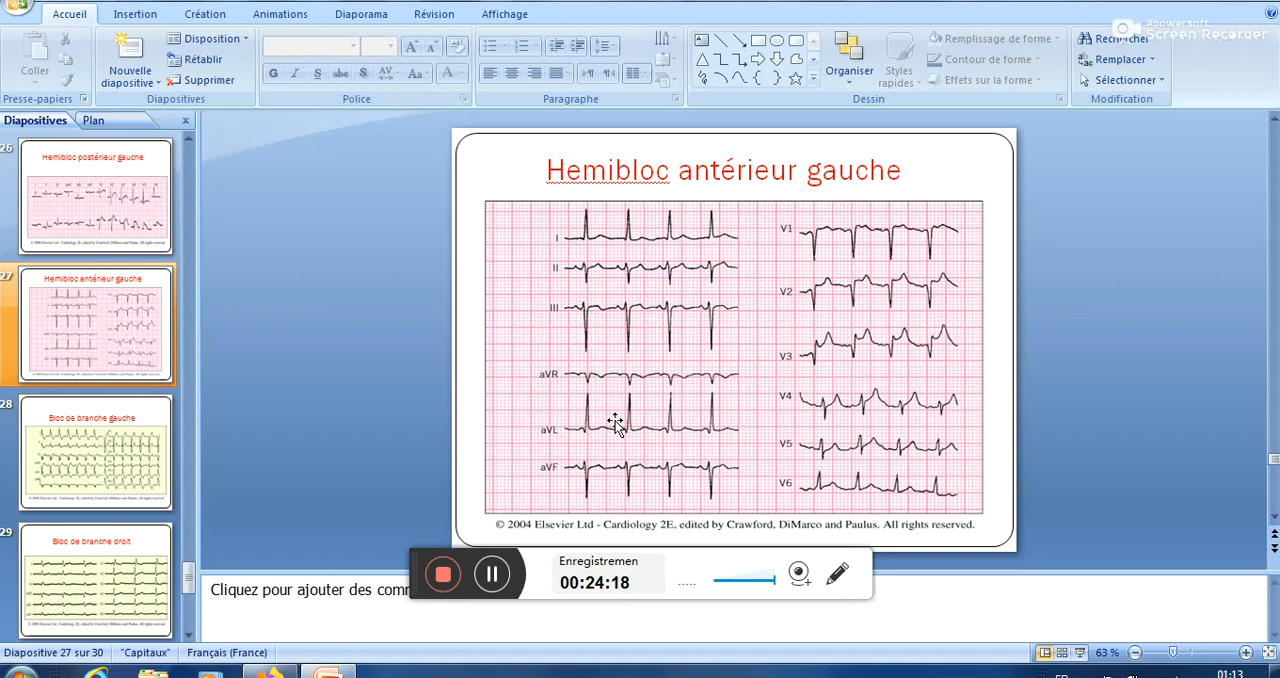 Accueil Insertion Création Animations Diaporama Révision Affichage
Apowersoft
Screen Recorder
Coller
Nouvelle
diapositive
Disposition
Rétablir
Supprimer
G I S abc S AV Aa A
Organiser
Styles
rapides
Remplissage de forme
Contour de forme
Effets sur la forme
Rechercher
Remplacer
Sélectionner
Presse-papiers Diapositives Police Paragraphe Dessin Modification
Diapositives Plan
26
Hemibloc postérieur gauche
27
Hemibloc antérieur gauche
28
Bloc de branche gauche
29
Bloc de branche droit
Hemibloc antérieur gauche
I
II
III
aVR
aVL
aVF
V1
V2
V3
V4
V5
V6
© 2004 Elsevier Ltd - Cardiology 2E, edited by Crawford, DiMarco and Paulus. All rights reserved.
Enregistremen
00:24:18
Cliquez pour ajouter des comm
Diapositive 27 sur 30 "Capitaux" Français (France) 63 %
01:13